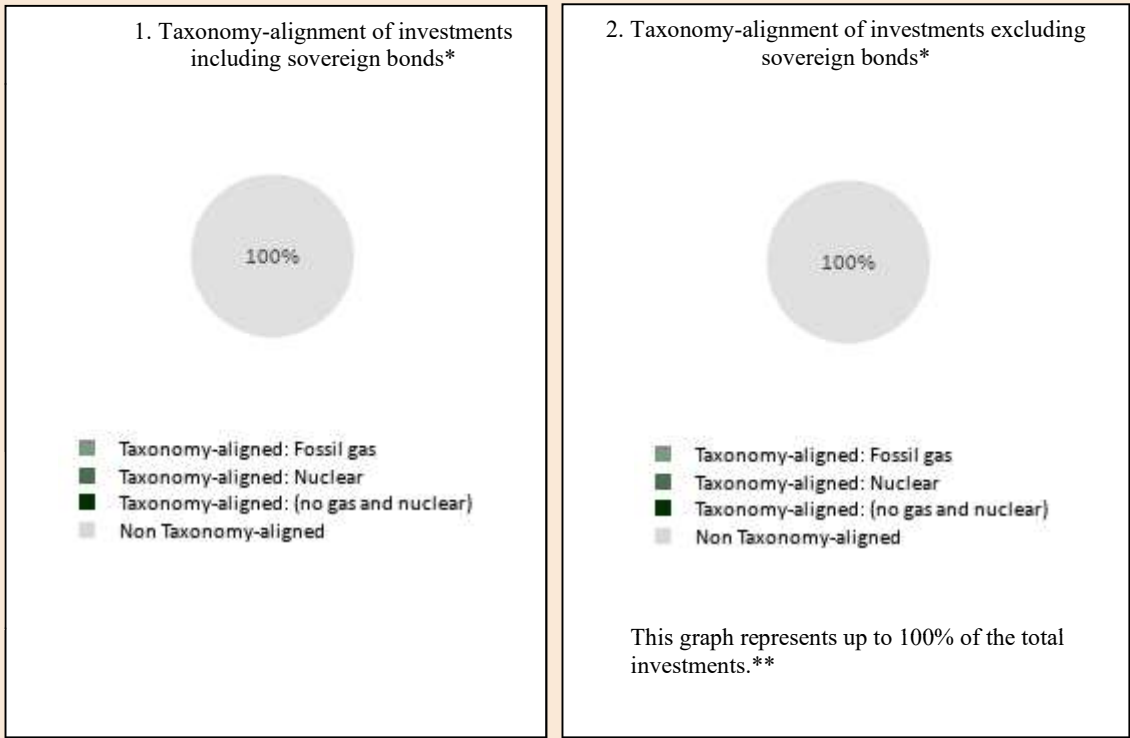 1. Taxonomy-alignment of investments
including sovereign bonds*
100%
Taxonomy-aligned: Fossil gas
Taxonomy-aligned: Nuclear
Taxonomy-aligned: (no gas and nuclear)
Non Taxonomy-aligned
2. Taxonomy-alignment of investments excluding
sovereign bonds*
100%
Taxonomy-aligned: Fossil gas
Taxonomy-aligned: Nuclear
Taxonomy-aligned: (no gas and nuclear)
Non Taxonomy-aligned
This graph represents up to 100% of the total
investments.**